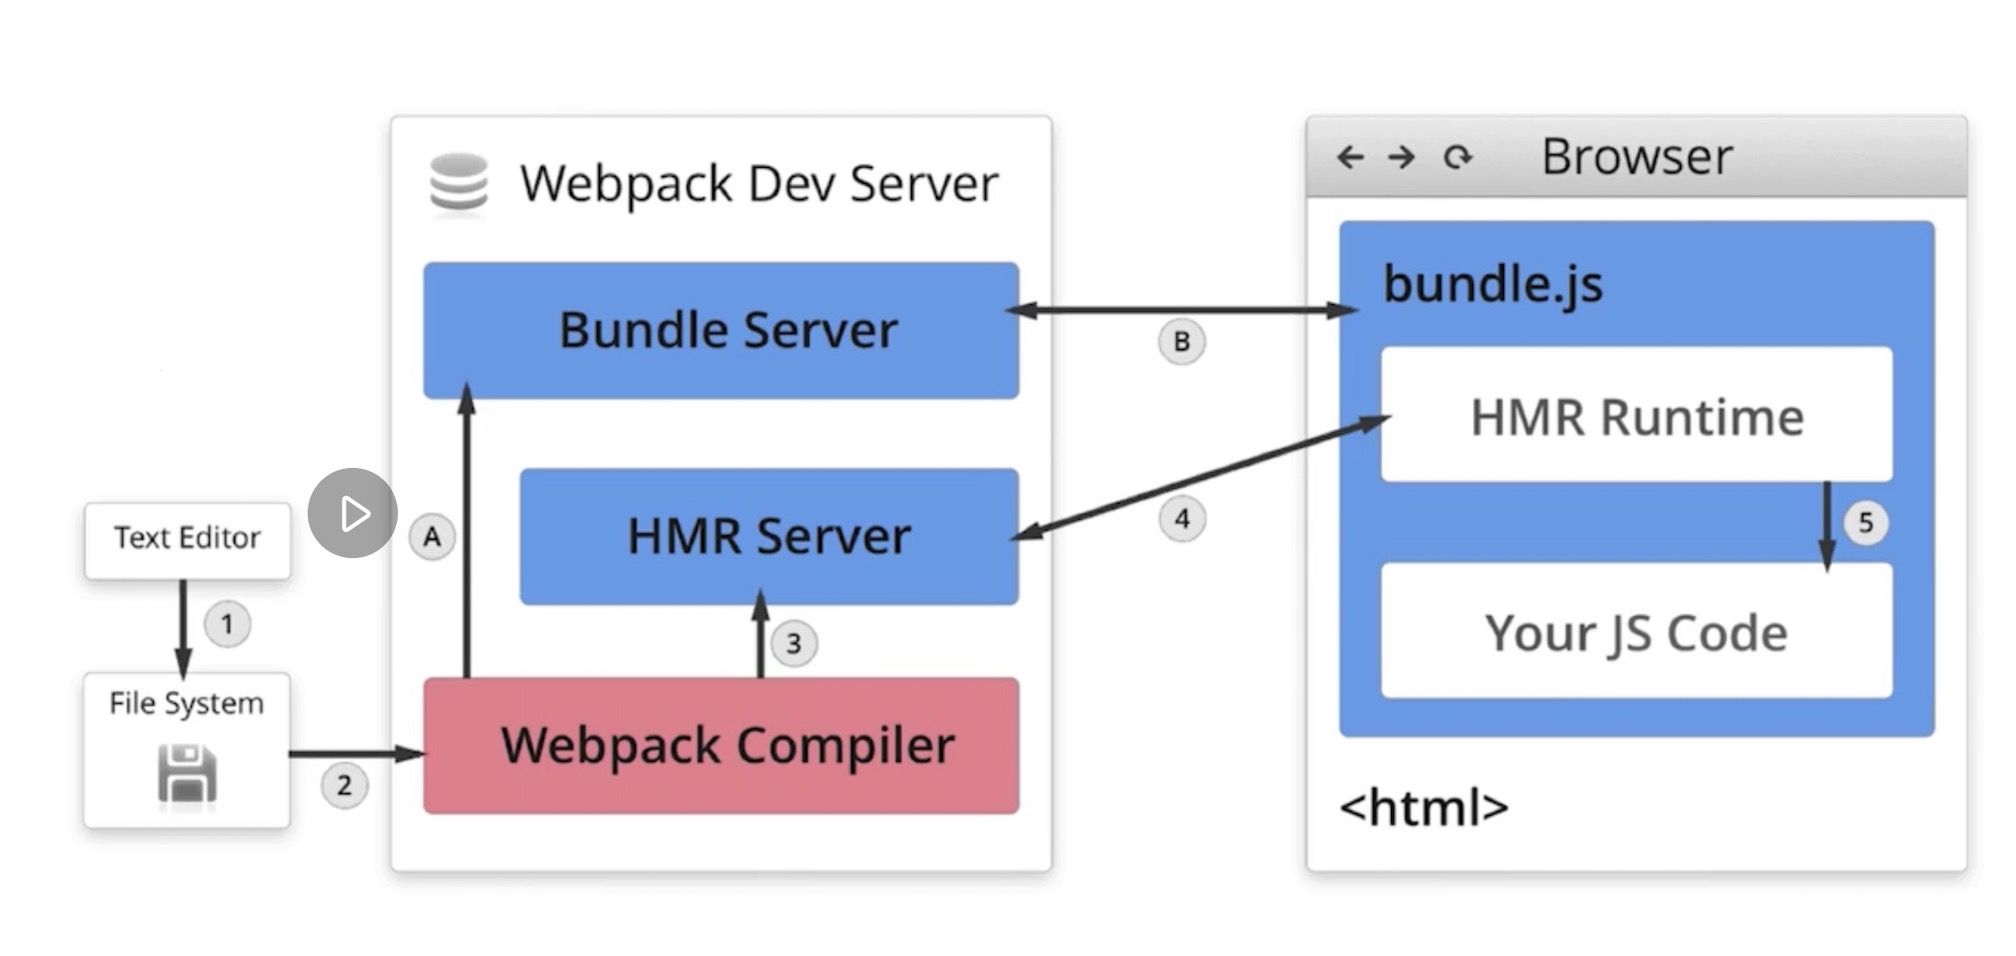 Webpack Dev Server
Bundle Server
A
HMR Server
3
Webpack Compiler
Text Editor
1
File System
2
B
4
Browser
bundle.js
HMR Runtime
5
Your JS Code
<html>